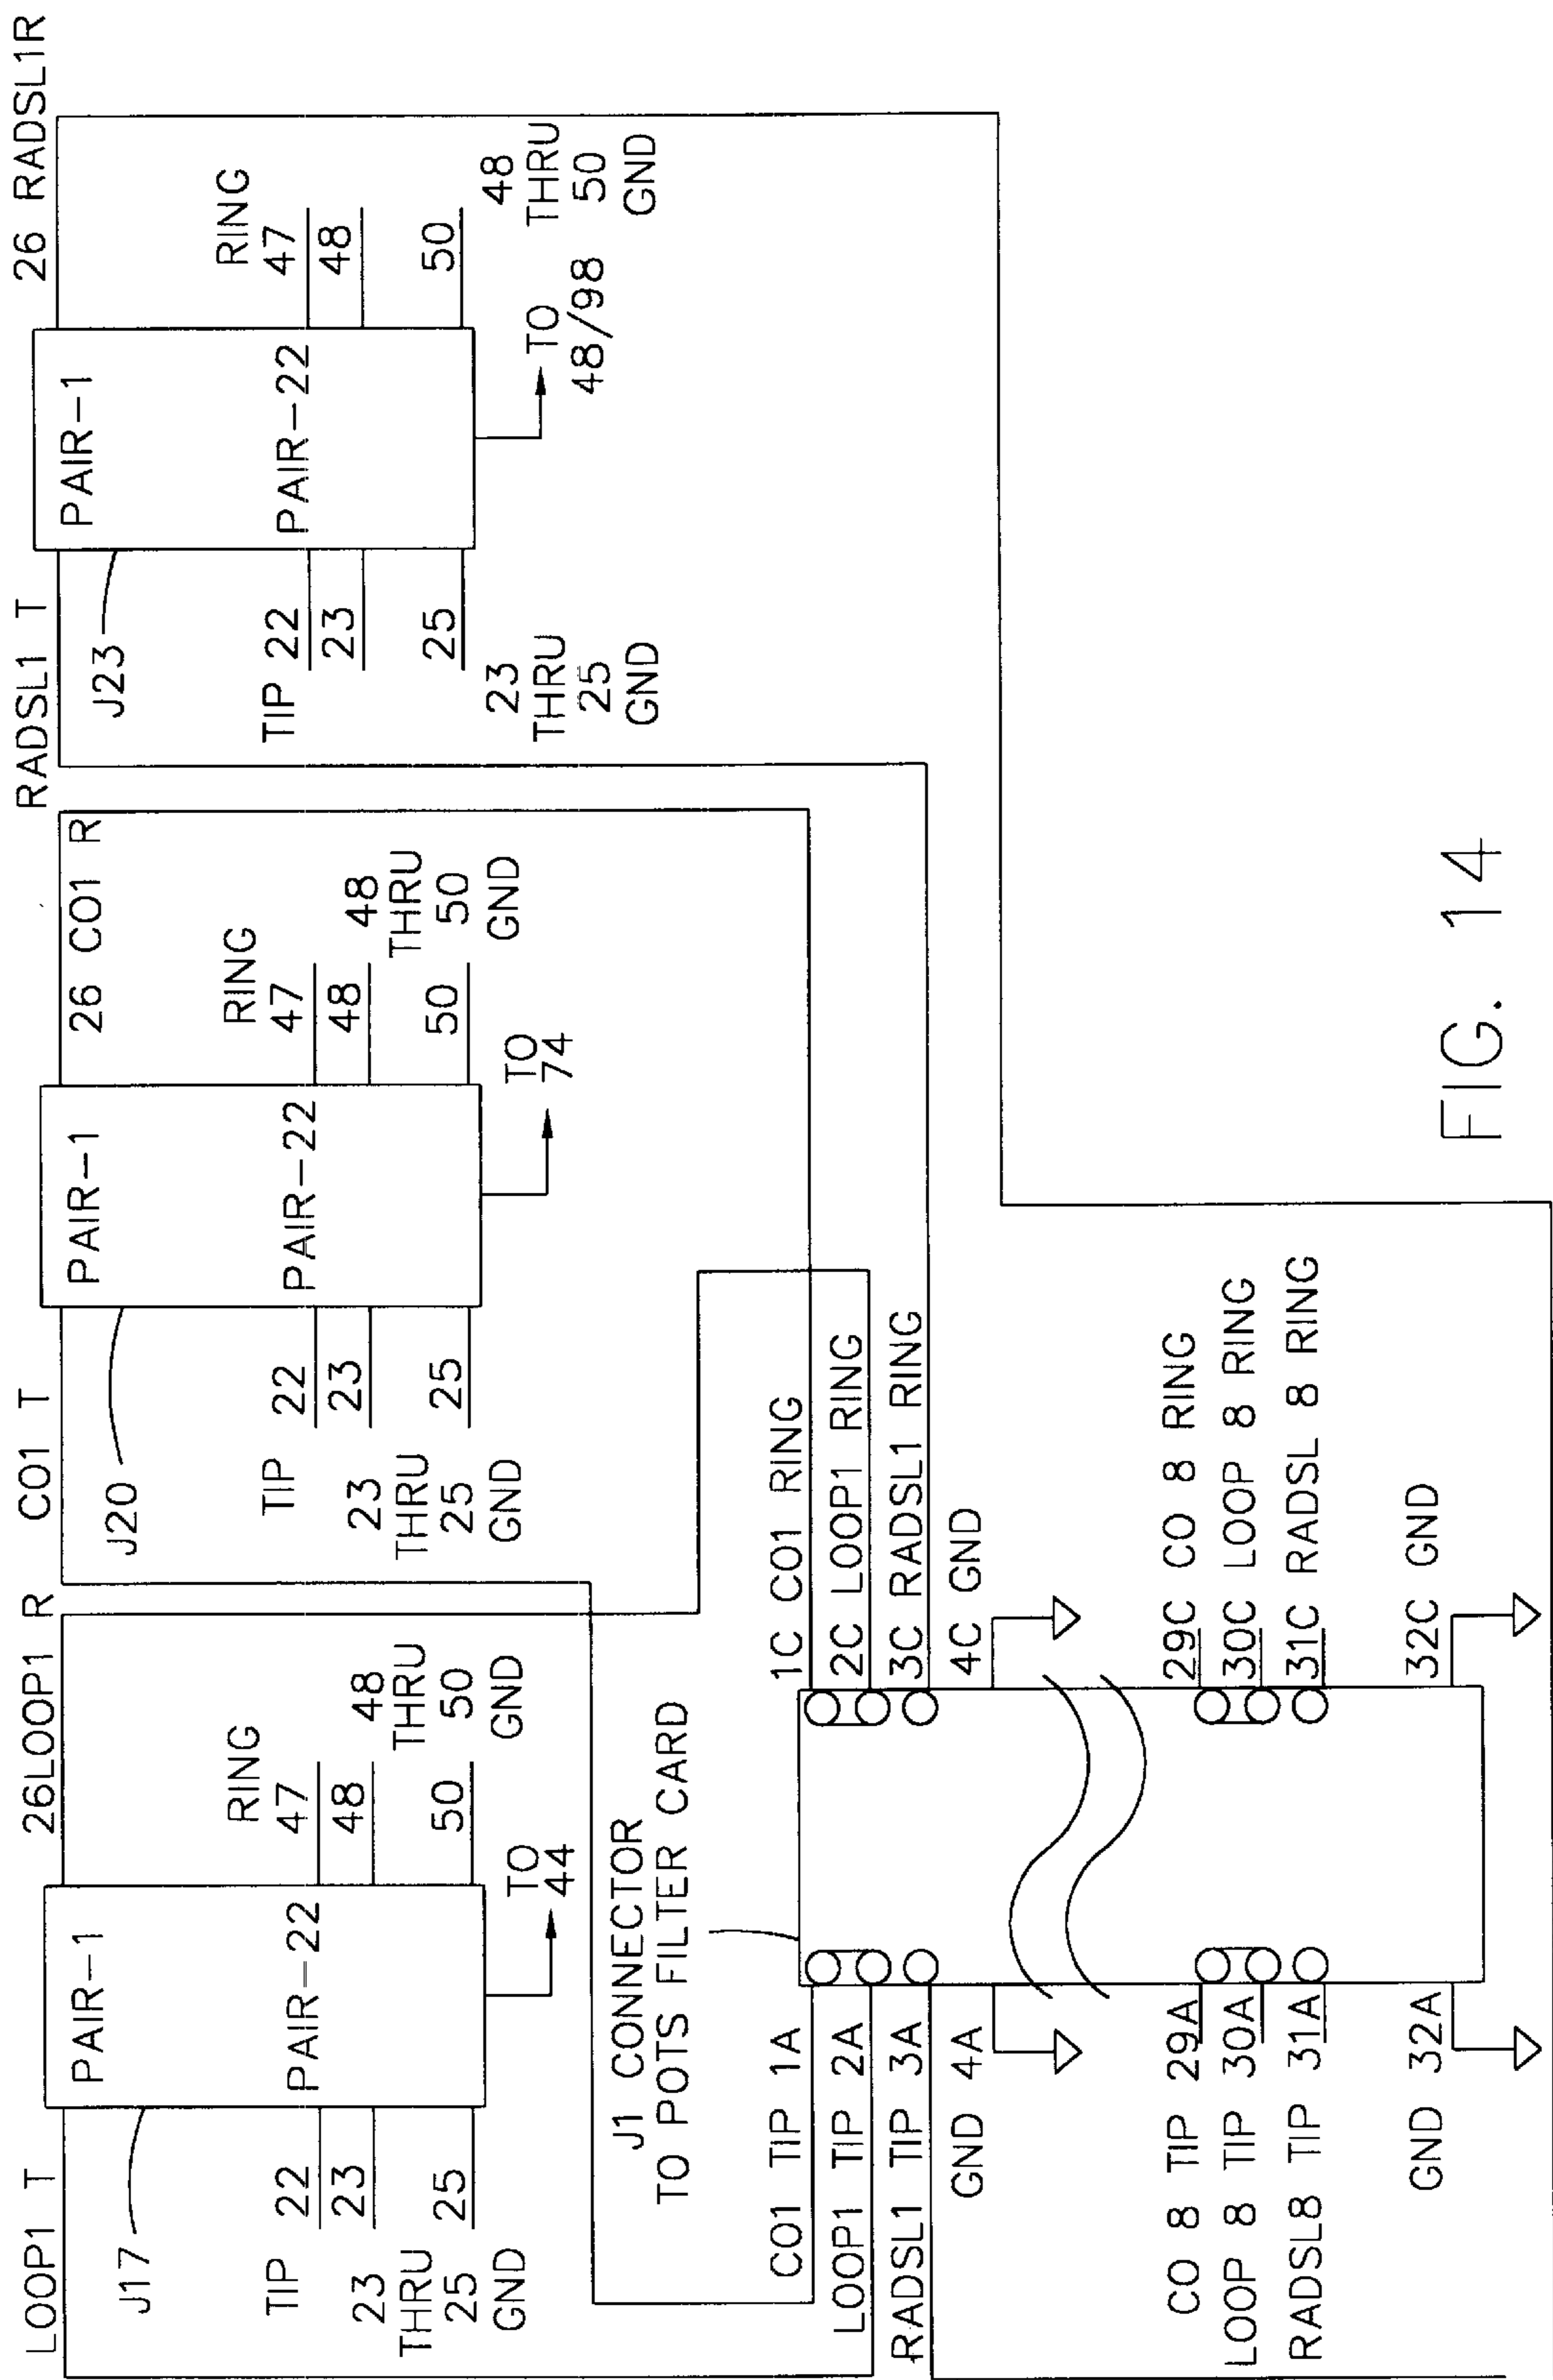 LOOP1 T
26LOOP1 R
J17
PAIR-1
PAIR-22
TIP
22
23
25
23
THRU
25
GND
RING
47
48
50
48
THRU
50
GND
TO
44
CO1 T
26 CO1 R
J20
PAIR-1
PAIR-22
TIP
22
23
25
23
THRU
25
GND
RING
47
48
50
48
THRU
50
GND
TO
74
RADSL1 T
26 RADSL1R
J23
PAIR-1
PAIR-22
TIP
22
23
25
23
THRU
25
GND
RING
47
48
50
48
THRU
50
GND
TO
48/98
J1 CONNECTOR
TO POTS FILTER CARD
CO1 TIP 1A
LOOP1 TIP 2A
RADSL1 TIP 3A
GND 4A
CO 8 TIP 29A
LOOP 8 TIP 30A
RADSL8 TIP 31A
GND 32A
1C CO1 RING
2C LOOP1 RING
3C RADSL1 RING
4C GND
29C CO 8 RING
30C LOOP 8 RING
31C RADSL 8 RING
32C GND
FIG. 14